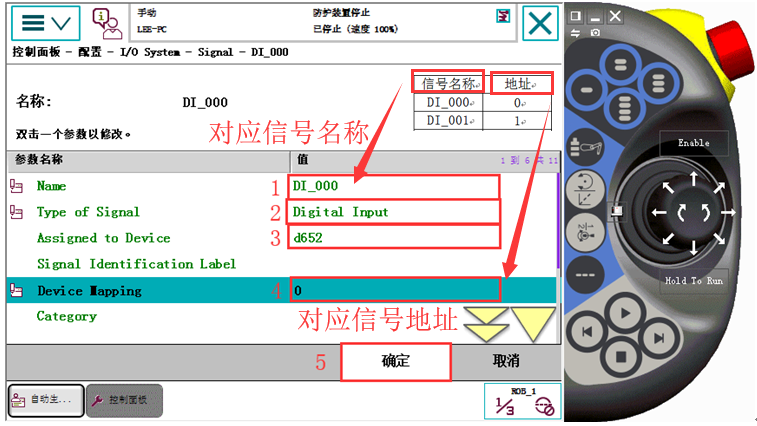 手动
LEE-PC
防护装置停止
已停止 (速度 100%)
控制面板 - 配置 - I/O System - Signal - DI_000
名称:
DI_000
双击一个参数以修改。
信号名称 地址
DI_000 0
DI_001 1
对应信号名称
参数名称 值 1 到 6 共 11
Name 1 DI_000
Type of Signal 2 Digital Input
Assigned to Device 3 d652
Signal Identification Label
Device Mapping 4 0
Category
对应信号地址
5 确定 取消
自动生...
控制面板
ROB_1
1/3
Enable
Hold To Run